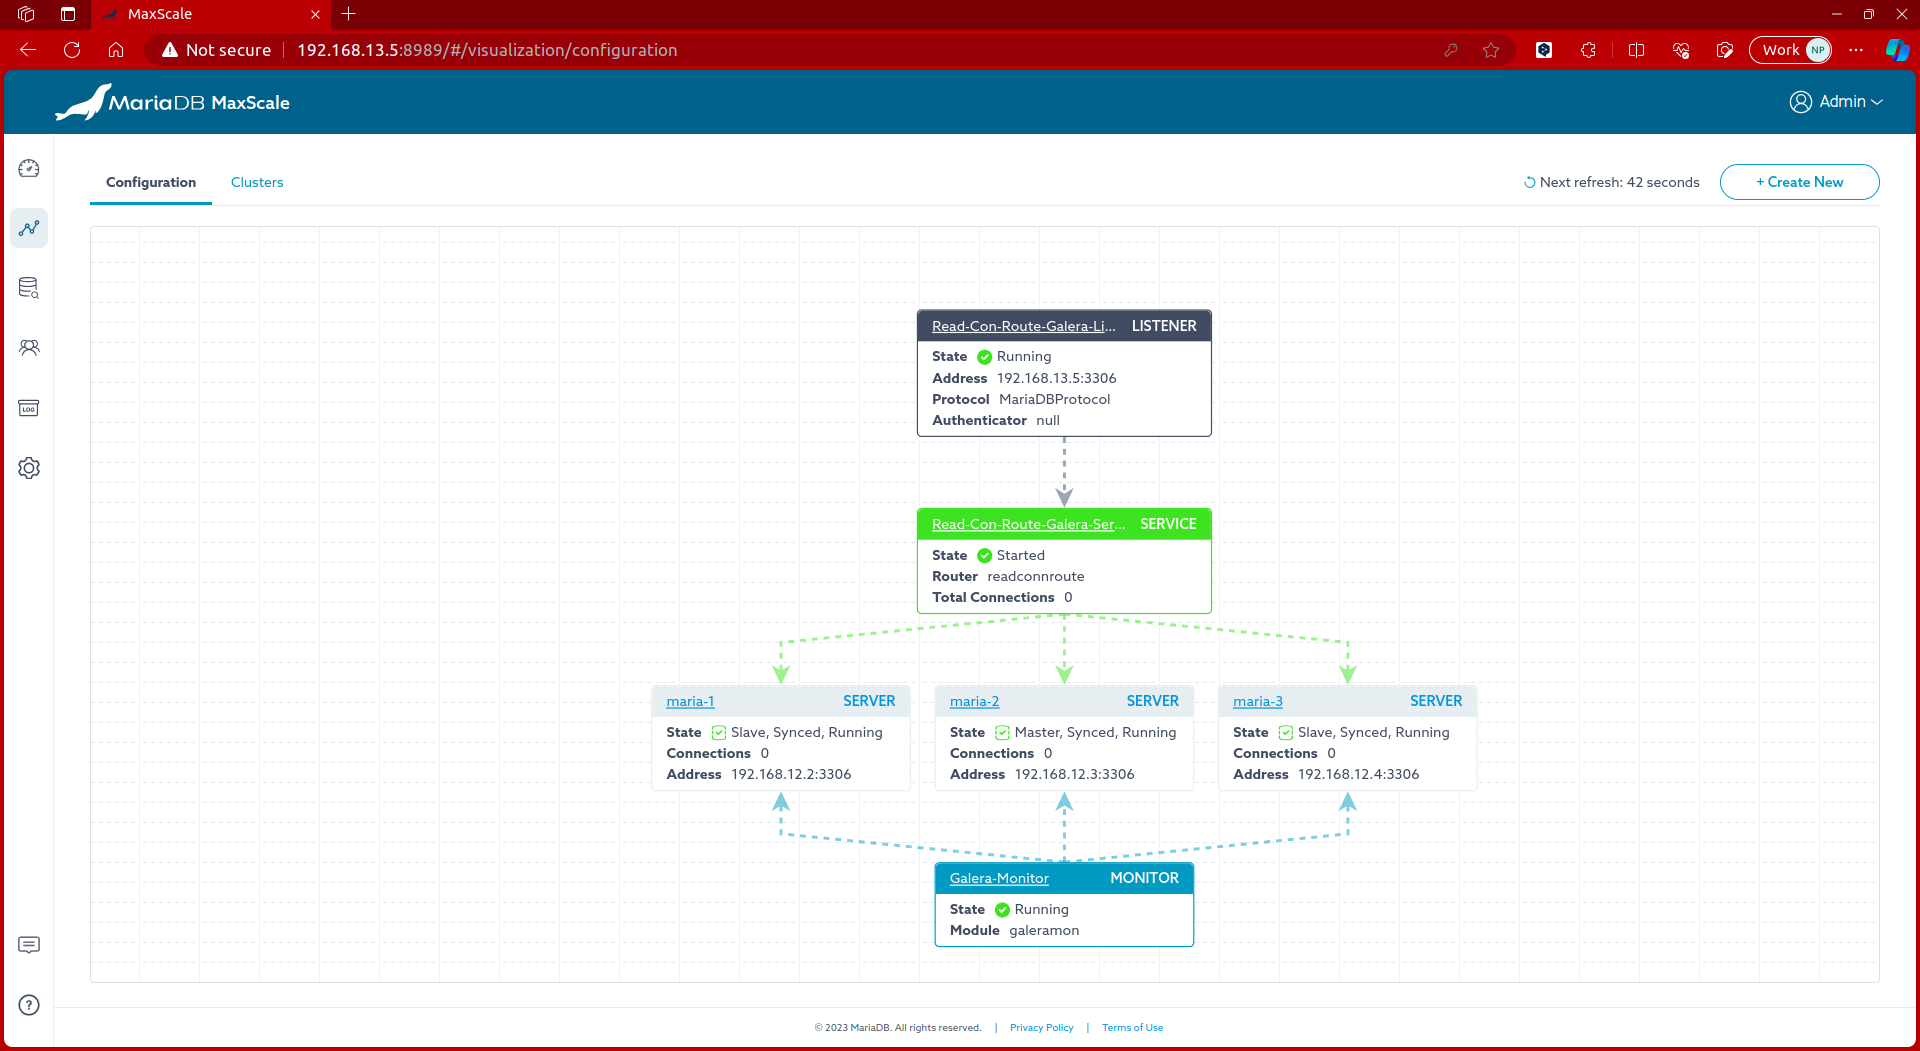 MaxScale
Not secure
192.168.13.5:8989/#/visualization/configuration
Work NP
MariaDB MaxScale
Admin
Configuration
Clusters
Next refresh: 42 seconds
+ Create New
LOG
Read-Con-Route-Galera-Li... LISTENER
State Running
Address 192.168.13.5:3306
Protocol MariaDBProtocol
Authenticator null
Read-Con-Route-Galera-Ser... SERVICE
State Started
Router readconnroute
Total Connections 0
maria-1 SERVER
State Slave, Synced, Running
Connections 0
Address 192.168.12.2:3306
maria-2 SERVER
State Master, Synced, Running
Connections 0
Address 192.168.12.3:3306
maria-3 SERVER
State Slave, Synced, Running
Connections 0
Address 192.168.12.4:3306
Galera-Monitor MONITOR
State Running
Module galeramon
© 2023 MariaDB. All rights reserved. | Privacy Policy | Terms of Use